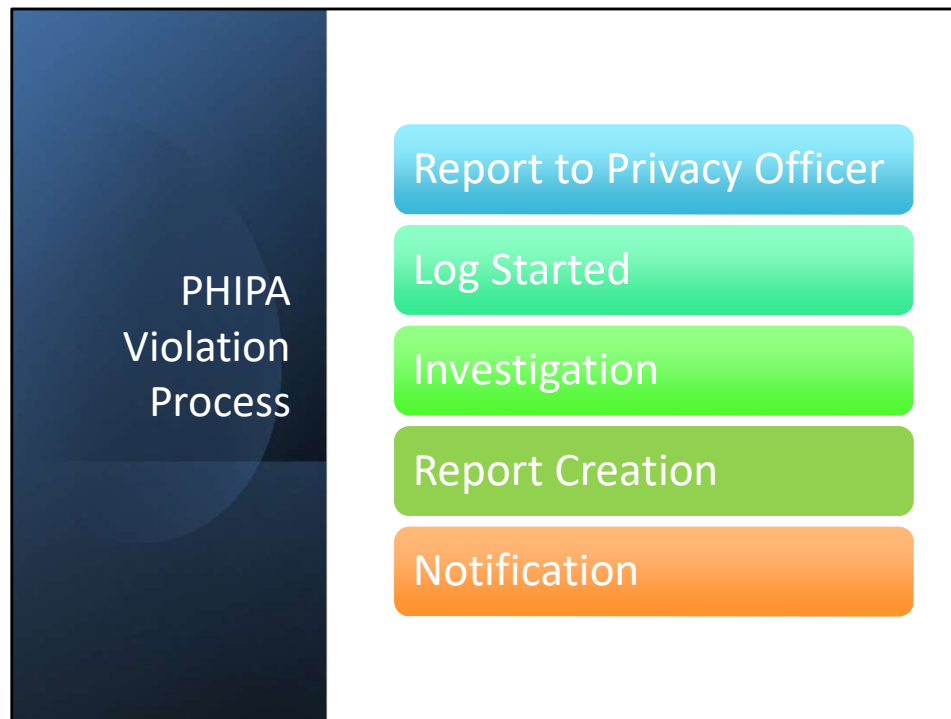 PHIPA
Violation
Process
Report to Privacy Officer
Log Started
Investigation
Report Creation
Notification